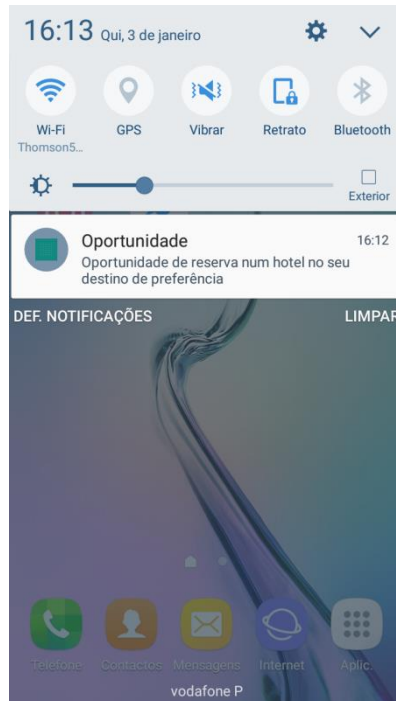 16:13 Qui, 3 de janeiro
Wi-Fi GPS Vibrar Retrato Bluetooth
Thomson5...
Exterior
Oportunidade 16:12
Oportunidade de reserva num hotel no seu
destino de preferência
DEF. NOTIFICAÇÕES LIMPAR
Telefone Contactos Mensagens Internet Aplic.
vodafone P